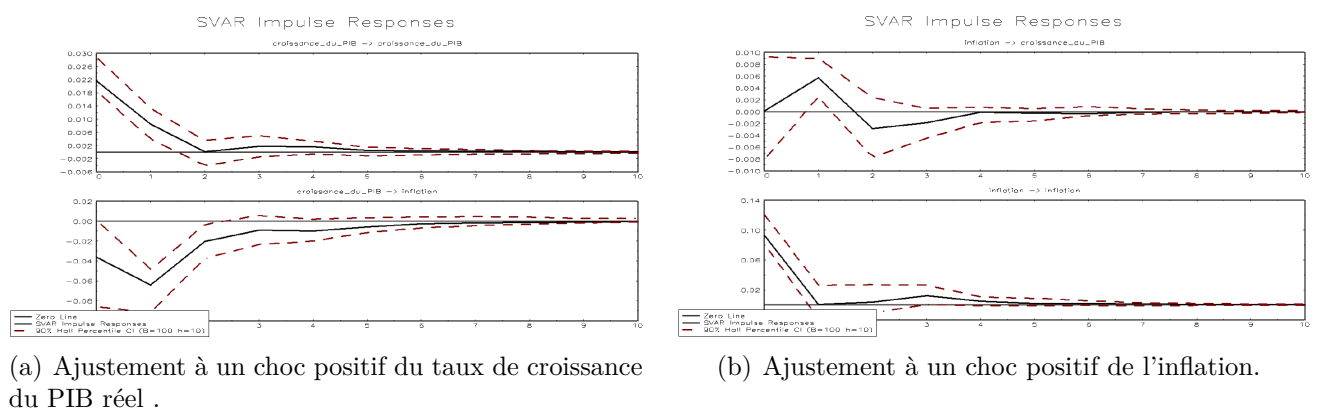 SVAR Impulse Responses
croissance_du_PIB -> croissance_du_PIB
0.030
0.026
0.022
0.018
0.014
0.010
0.006
0.002
-0.002
-0.006
0 1 2 3 4 5 6 7 8 9 10
croissance_du_PIB -> inflation
0.02
0.00
-0.02
-0.04
-0.06
-0.08
3 4 5 6 7 8 9 10
Zero Line
SVAR Impulse Responses
90% Hall Percentile CI (B=100 h=10)
(a) Ajustement à un choc positif du taux de croissance
du PIB réel .
SVAR Impulse Responses
inflation -> croissance_du_PIB
0.010
0.008
0.006
0.004
0.002
0.000
-0.002
-0.004
-0.006
-0.008
-0.010
0 1 2 3 4 5 6 7 8 9 10
inflation -> inflation
0.14
0.10
0.06
0.02
3 4 5 6 7 8 9 10
Zero Line
SVAR Impulse Responses
90% Hall Percentile CI (B=100 h=10)
(b) Ajustement à un choc positif de l'inflation.